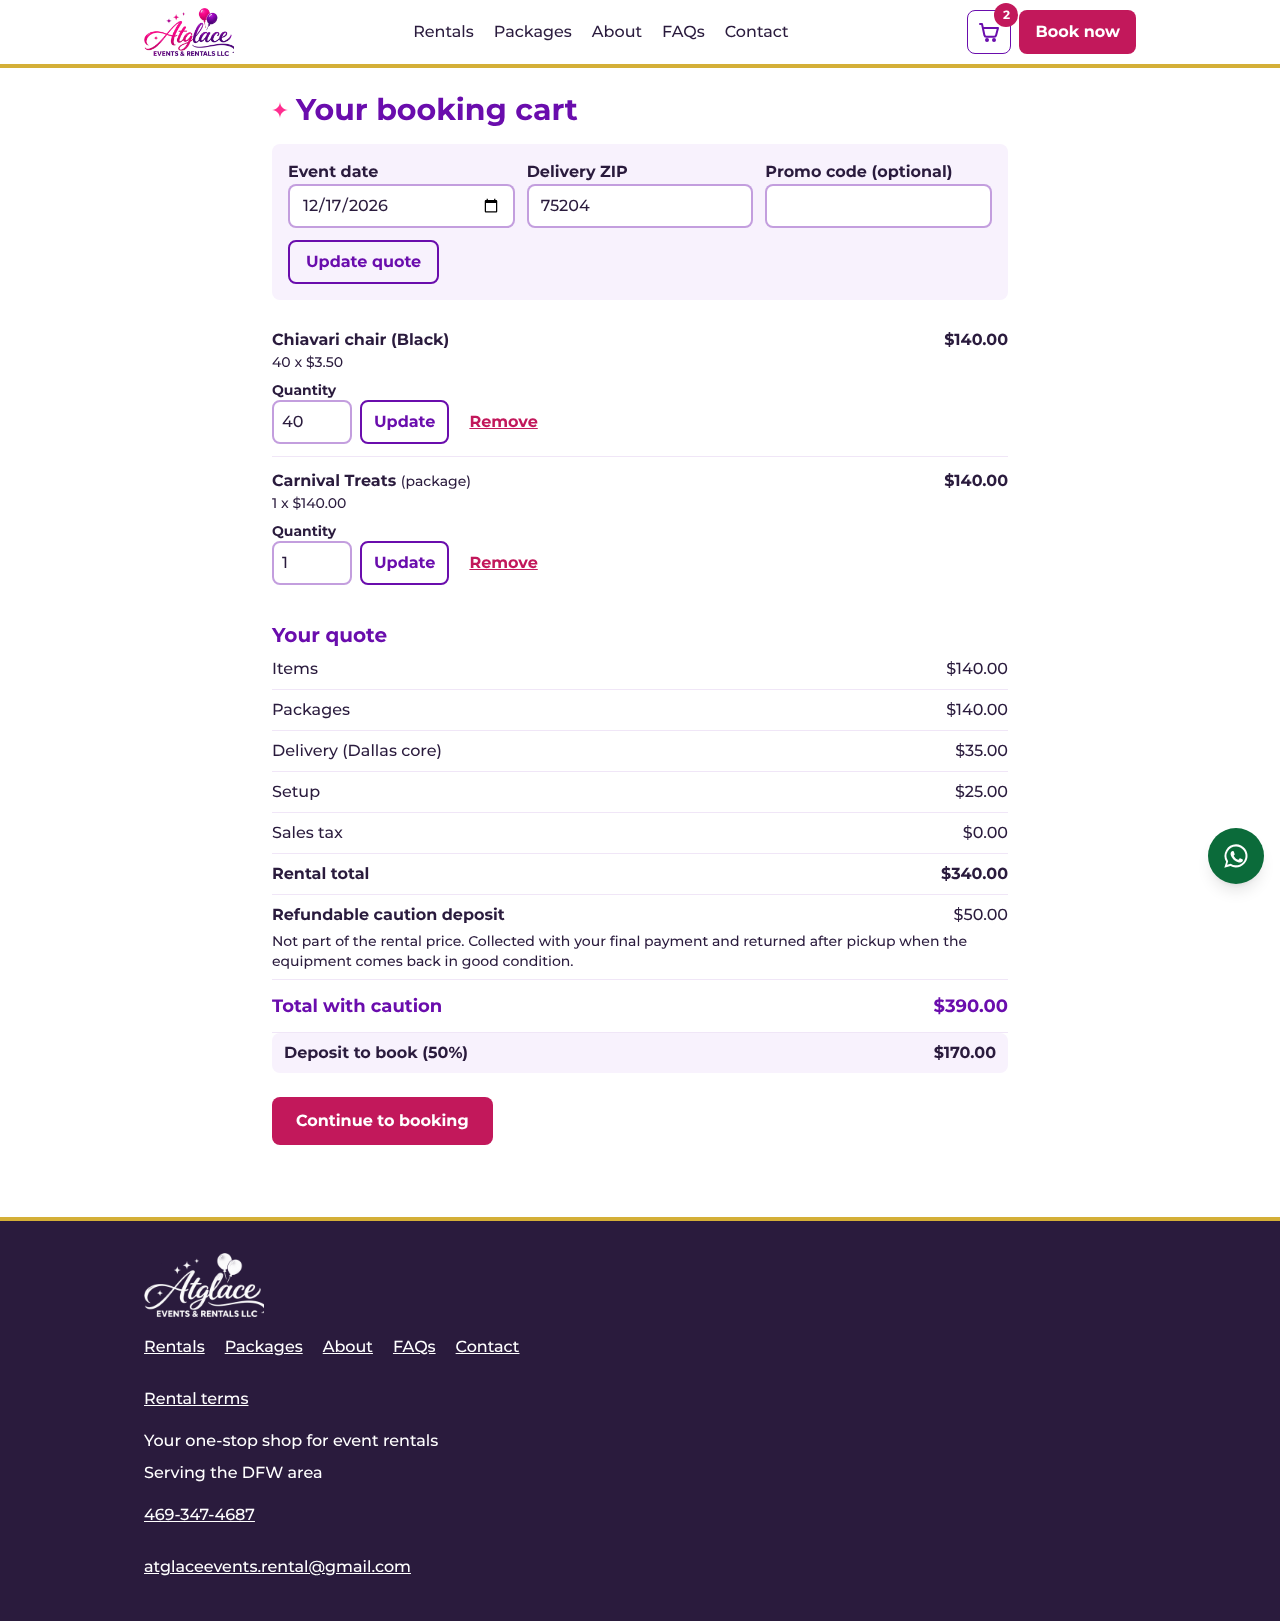 Atglace
EVENTS & RENTALS LLC
Rentals Packages About FAQs Contact
2
Book now
Your booking cart
Event date Delivery ZIP Promo code (optional)
12/17/2026 75204
Update quote
Chiavari chair (Black) $140.00
40 x $3.50
Quantity
40 Update Remove
Carnival Treats (package) $140.00
1 x $140.00
Quantity
1 Update Remove
Your quote
Items $140.00
Packages $140.00
Delivery (Dallas core) $35.00
Setup $25.00
Sales tax $0.00
Rental total $340.00
Refundable caution deposit $50.00
Not part of the rental price. Collected with your final payment and returned after pickup when the
equipment comes back in good condition.
Total with caution $390.00
Deposit to book (50%) $170.00
Continue to booking
Atglace
EVENTS & RENTALS LLC
Rentals Packages About FAQs Contact
Rental terms
Your one-stop shop for event rentals
Serving the DFW area
469-347-4687
atglaceevents.rental@gmail.com